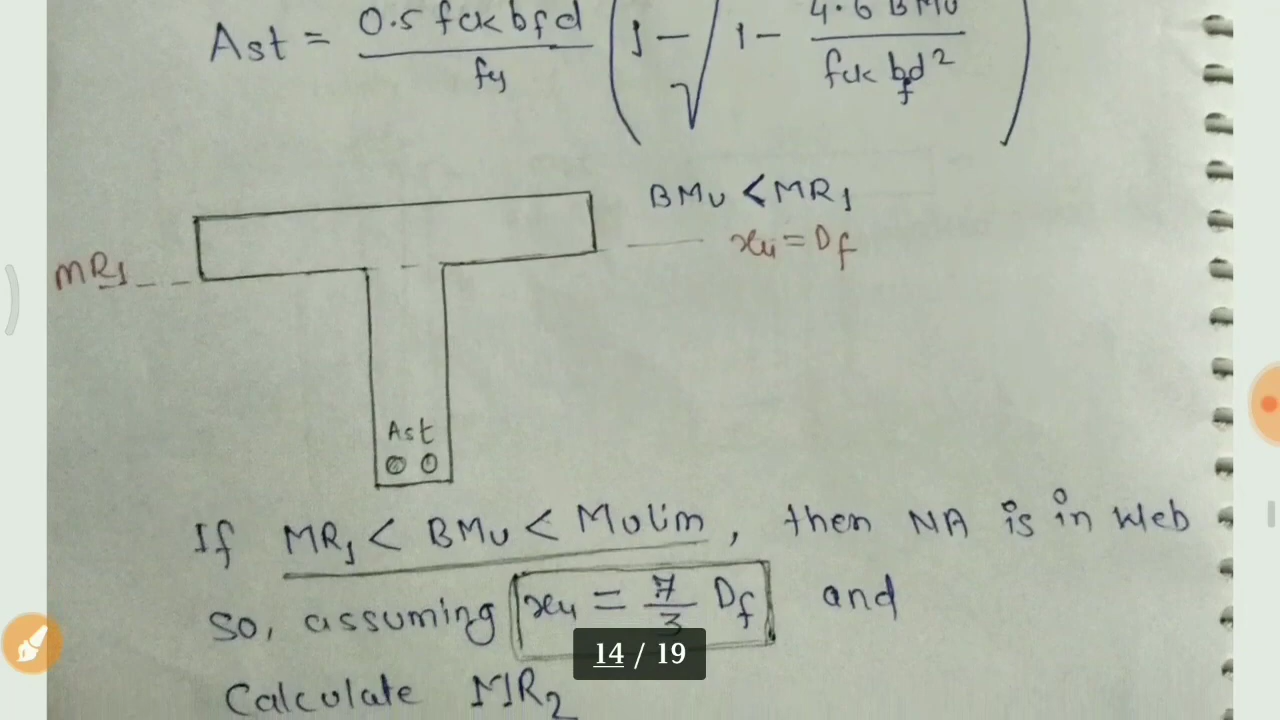 Ast = 0.5 fck bf d / fy ( 1 - √ 1 - 4.6 BMu / fck bf d² )
BMU < MR1
xu = Df
MR1
Ast
If MR1 < BMU < Mulim, then NA is in Web
so, assuming xu = 7/3 Df and
14 / 19
Calculate MR2